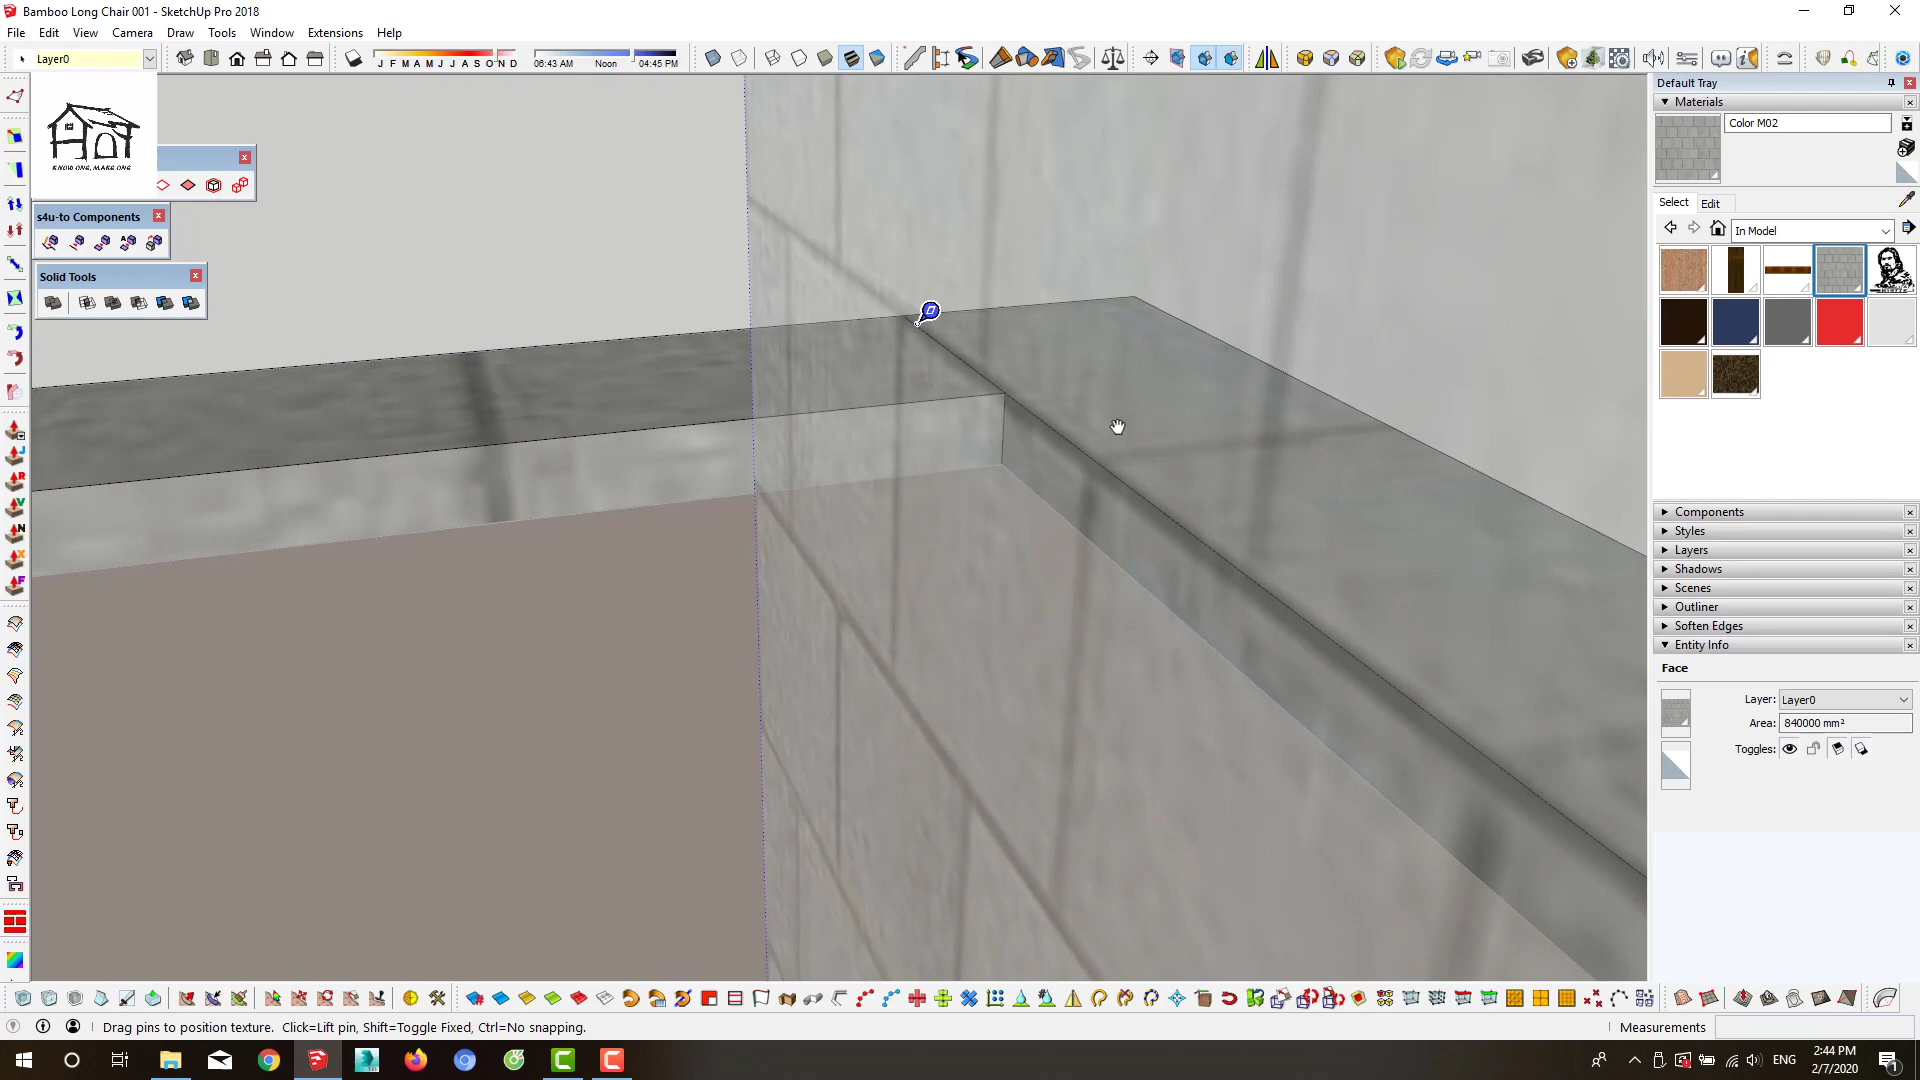 Bamboo Long Chair 001 - SketchUp Pro 2018
File Edit View Camera Draw Tools Window Extensions Help
Layer0
J F M A M J J A S O N D
06:43 AM Noon 04:45 PM
KNOW ONE, MAKE ONE
s4u-to Components
Solid Tools
Default Tray
Materials
Color M02
Select Edit
In Model
Components
Styles
Layers
Shadows
Scenes
Outliner
Soften Edges
Entity Info
Face
Layer: Layer0
Area: 840000 mm²
Toggles:
Drag pins to position texture. Click=Lift pin, Shift=Toggle Fixed, Ctrl=No snapping.
Measurements
ENG
2:44 PM
2/7/2020